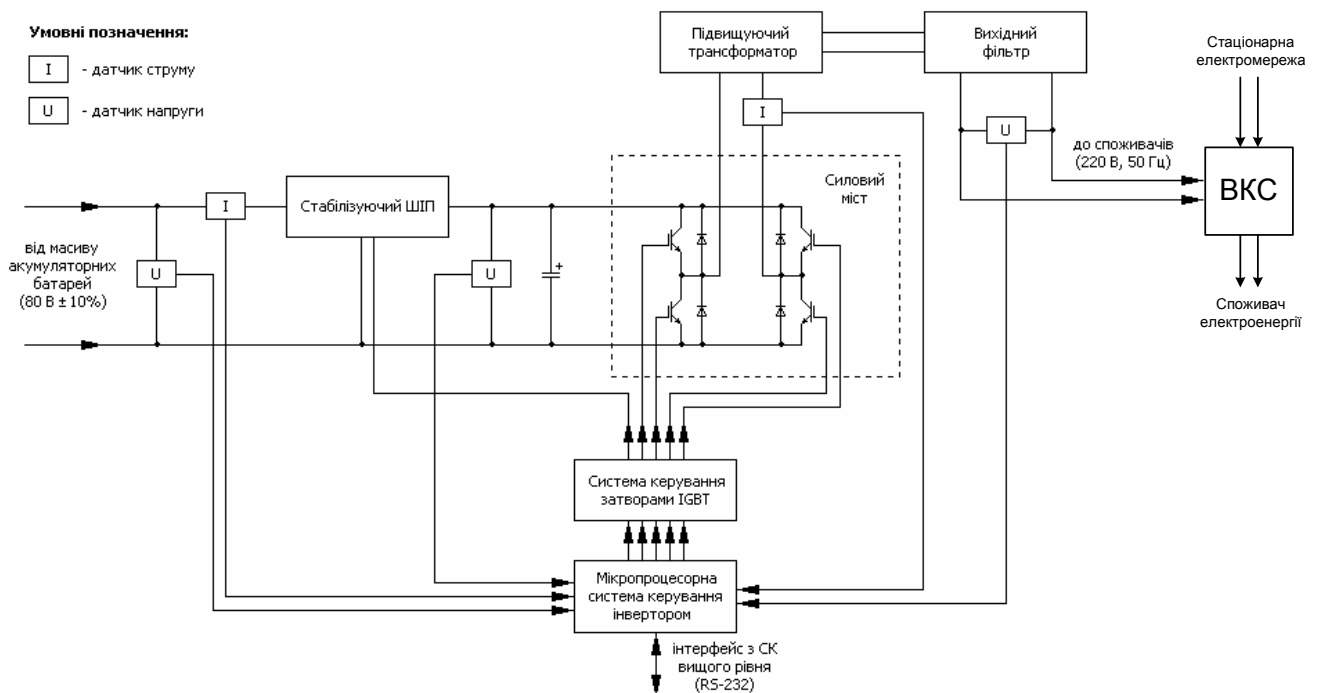 Умовні позначення:
I
- датчик струму
U
- датчик напруги
Підвищуючий
трансформатор
Вихідний
фільтр
Стаціонарна
електромережа
I
U
до споживачів
(220 В, 50 Гц)
ВКС
Силовий
міст
I
Стабілізуючий ШІП
від масиву
акумуляторних
батарей
(80 В ± 10%)
U
U
+
Споживач
електроенергії
Система керування
затворами IGBT
Мікропроцесорна
система керування
інвертором
інтерфейс з СК
вищого рівня
(RS-232)